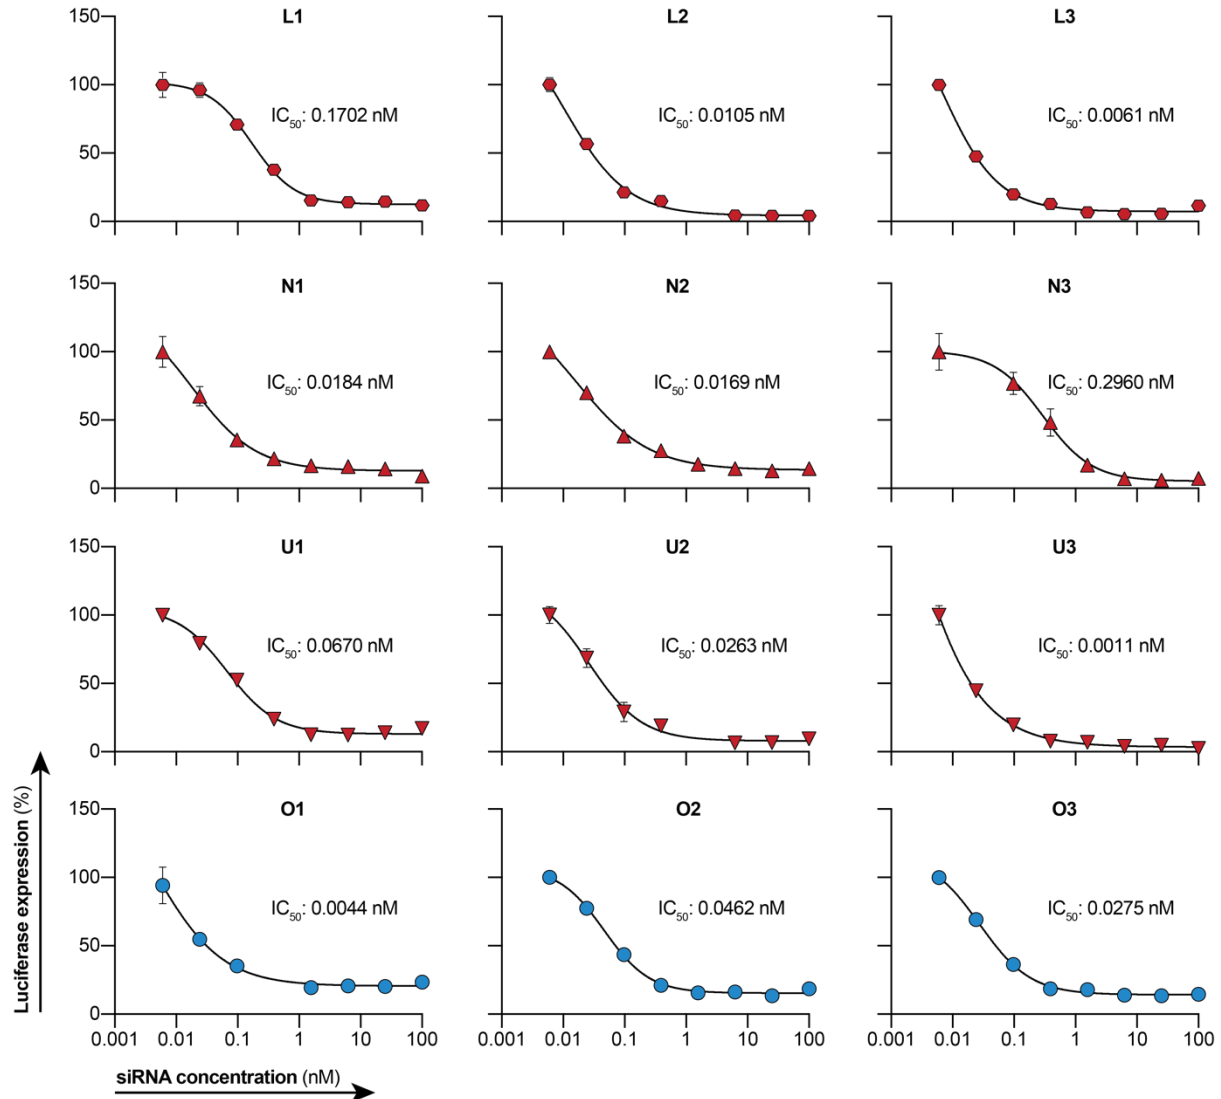 L1 L2 L3
150
100
IC50: 0.1702 nM IC50: 0.0105 nM IC50: 0.0061 nM
50
0
N1 N2 N3
150
100
IC50: 0.0184 nM IC50: 0.0169 nM IC50: 0.2960 nM
50
0
U1 U2 U3
150
100
IC50: 0.0670 nM IC50: 0.0263 nM IC50: 0.0011 nM
50
0
O1 O2 O3
150
100
IC50: 0.0044 nM IC50: 0.0462 nM IC50: 0.0275 nM
50
0
0.001 0.01 0.1 1 10 100 0.001 0.01 0.1 1 10 100 0.001 0.01 0.1 1 10 100
Luciferase expression (%)
siRNA concentration (nM)